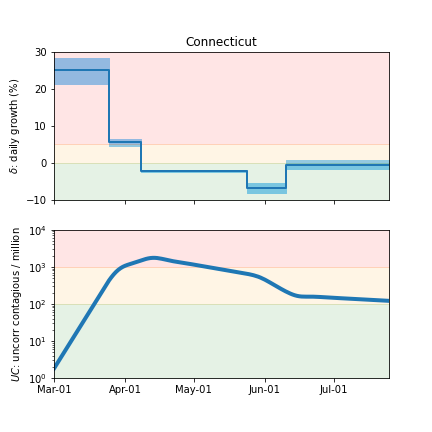 Connecticut
δ: daily growth (%)
30
20
10
0
−10
UC: uncorr contagious / million
10⁴
10³
10²
10¹
10⁰
Mar-01 Apr-01 May-01 Jun-01 Jul-01